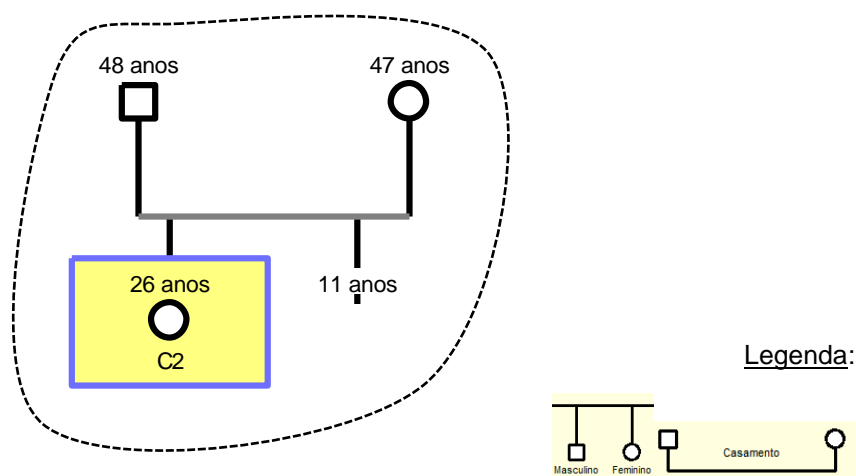 48 anos
47 anos
26 anos
11 anos
C2
Legenda:
Masculino
Feminino
Casamento